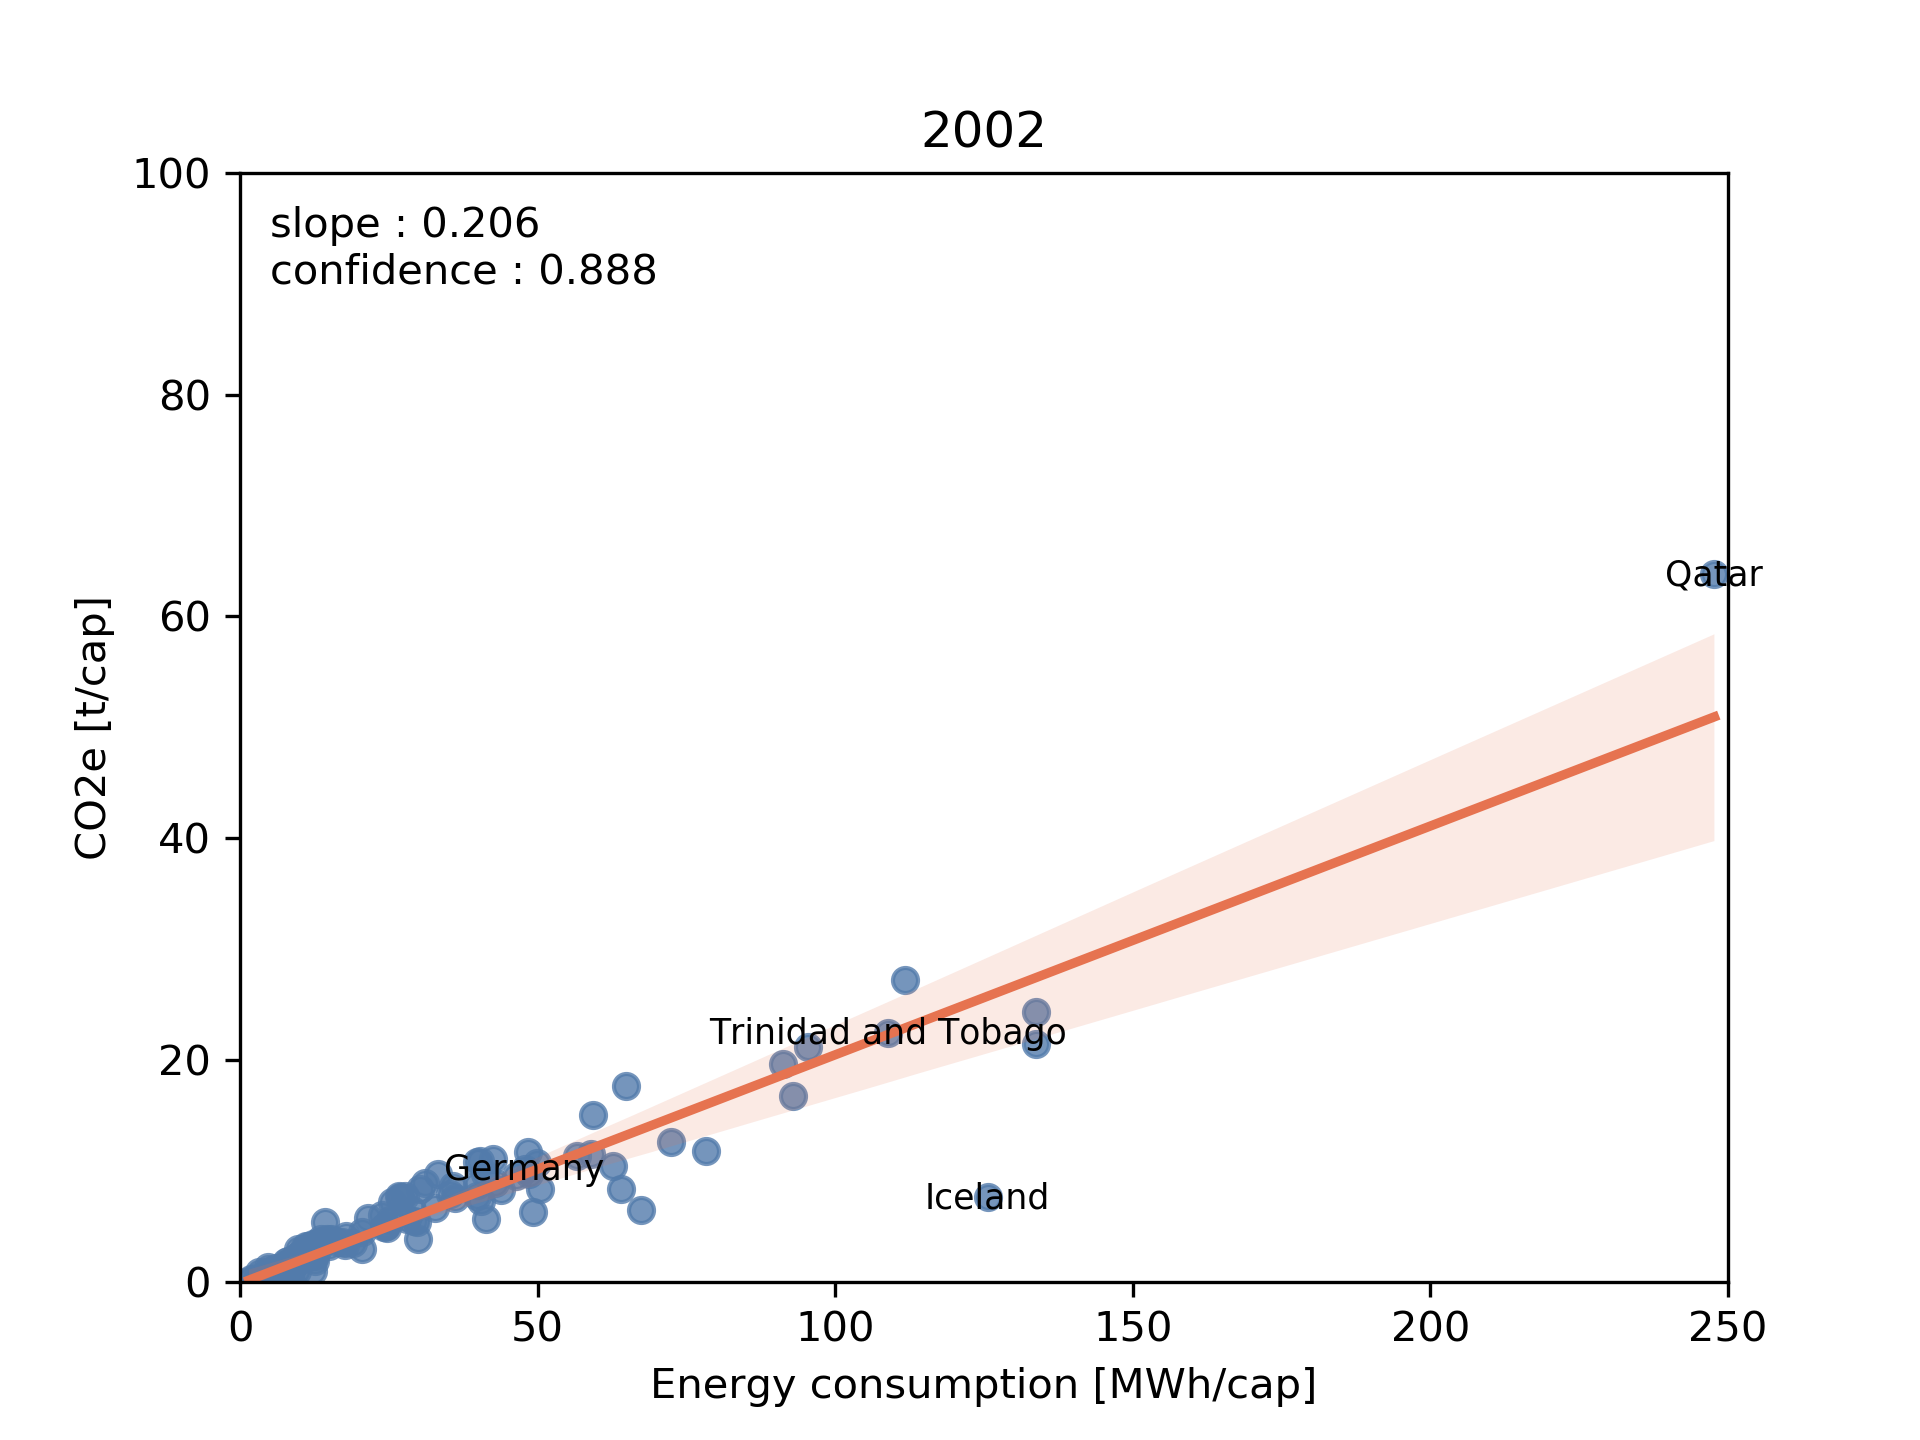 2002
slope : 0.206
confidence : 0.888
100
80
60
40
20
0
CO2e [t/cap]
Qatar
Trinidad and Tobago
Germany
Iceland
0 50 100 150 200 250
Energy consumption [MWh/cap]